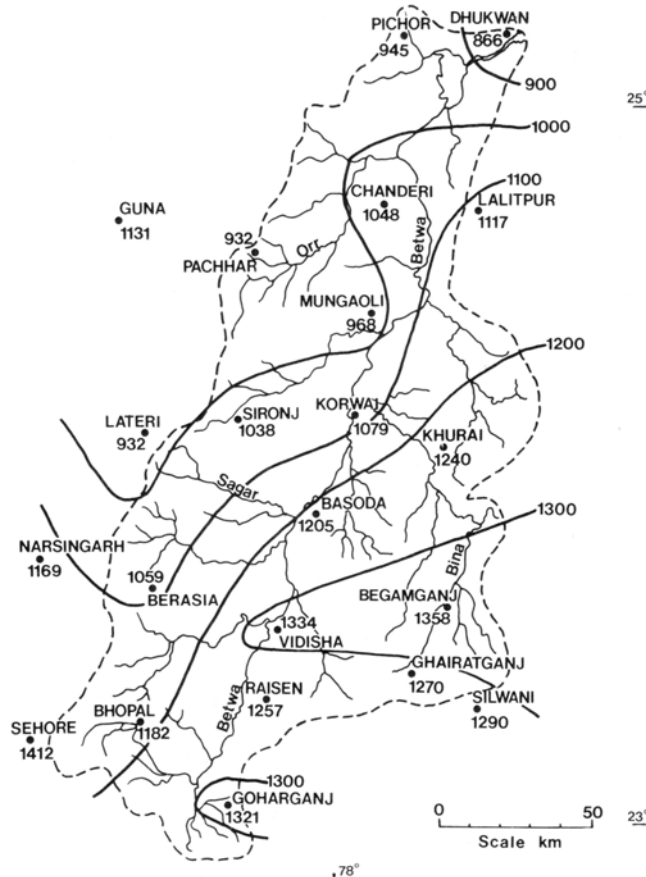 PICHOR
945
DHUKWAN
866
900
25°
1000
CHANDERI
1048
1100
LALITPUR
1117
GUNA
1131
932
PACHHAR
Orr
Betwa
MUNGAOLI
968
1200
LATERI
932
SIRONJ
1038
KORWAI
1079
KHURAI
1240
Sagar
BASODA
1205
1300
NARSINGARH
1169
1059
BERASIA
Bina
BEGAMGANJ
1358
1334
VIDISHA
GHAIRATGANJ
1270
RAISEN
1257
Betwa
SILWANI
1290
BHOPAL
1182
SEHORE
1412
1300
GOHARGANJ
1321
0 50
Scale km
23°
78°